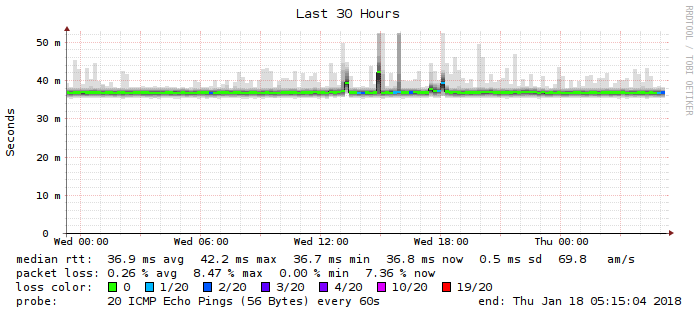 Last 30 Hours
RRDTOOL / TOBI OETIKER
Seconds
50 m
40 m
30 m
20 m
10 m
0
Wed 00:00 Wed 06:00 Wed 12:00 Wed 18:00 Thu 00:00
median rtt: 36.9 ms avg 42.2 ms max 36.7 ms min 36.8 ms now 0.5 ms sd 69.8 am/s
packet loss: 0.26 % avg 8.47 % max 0.00 % min 7.36 % now
loss color: 0 1/20 2/20 3/20 4/20 10/20 19/20
probe: 20 ICMP Echo Pings (56 Bytes) every 60s end: Thu Jan 18 05:15:04 2018